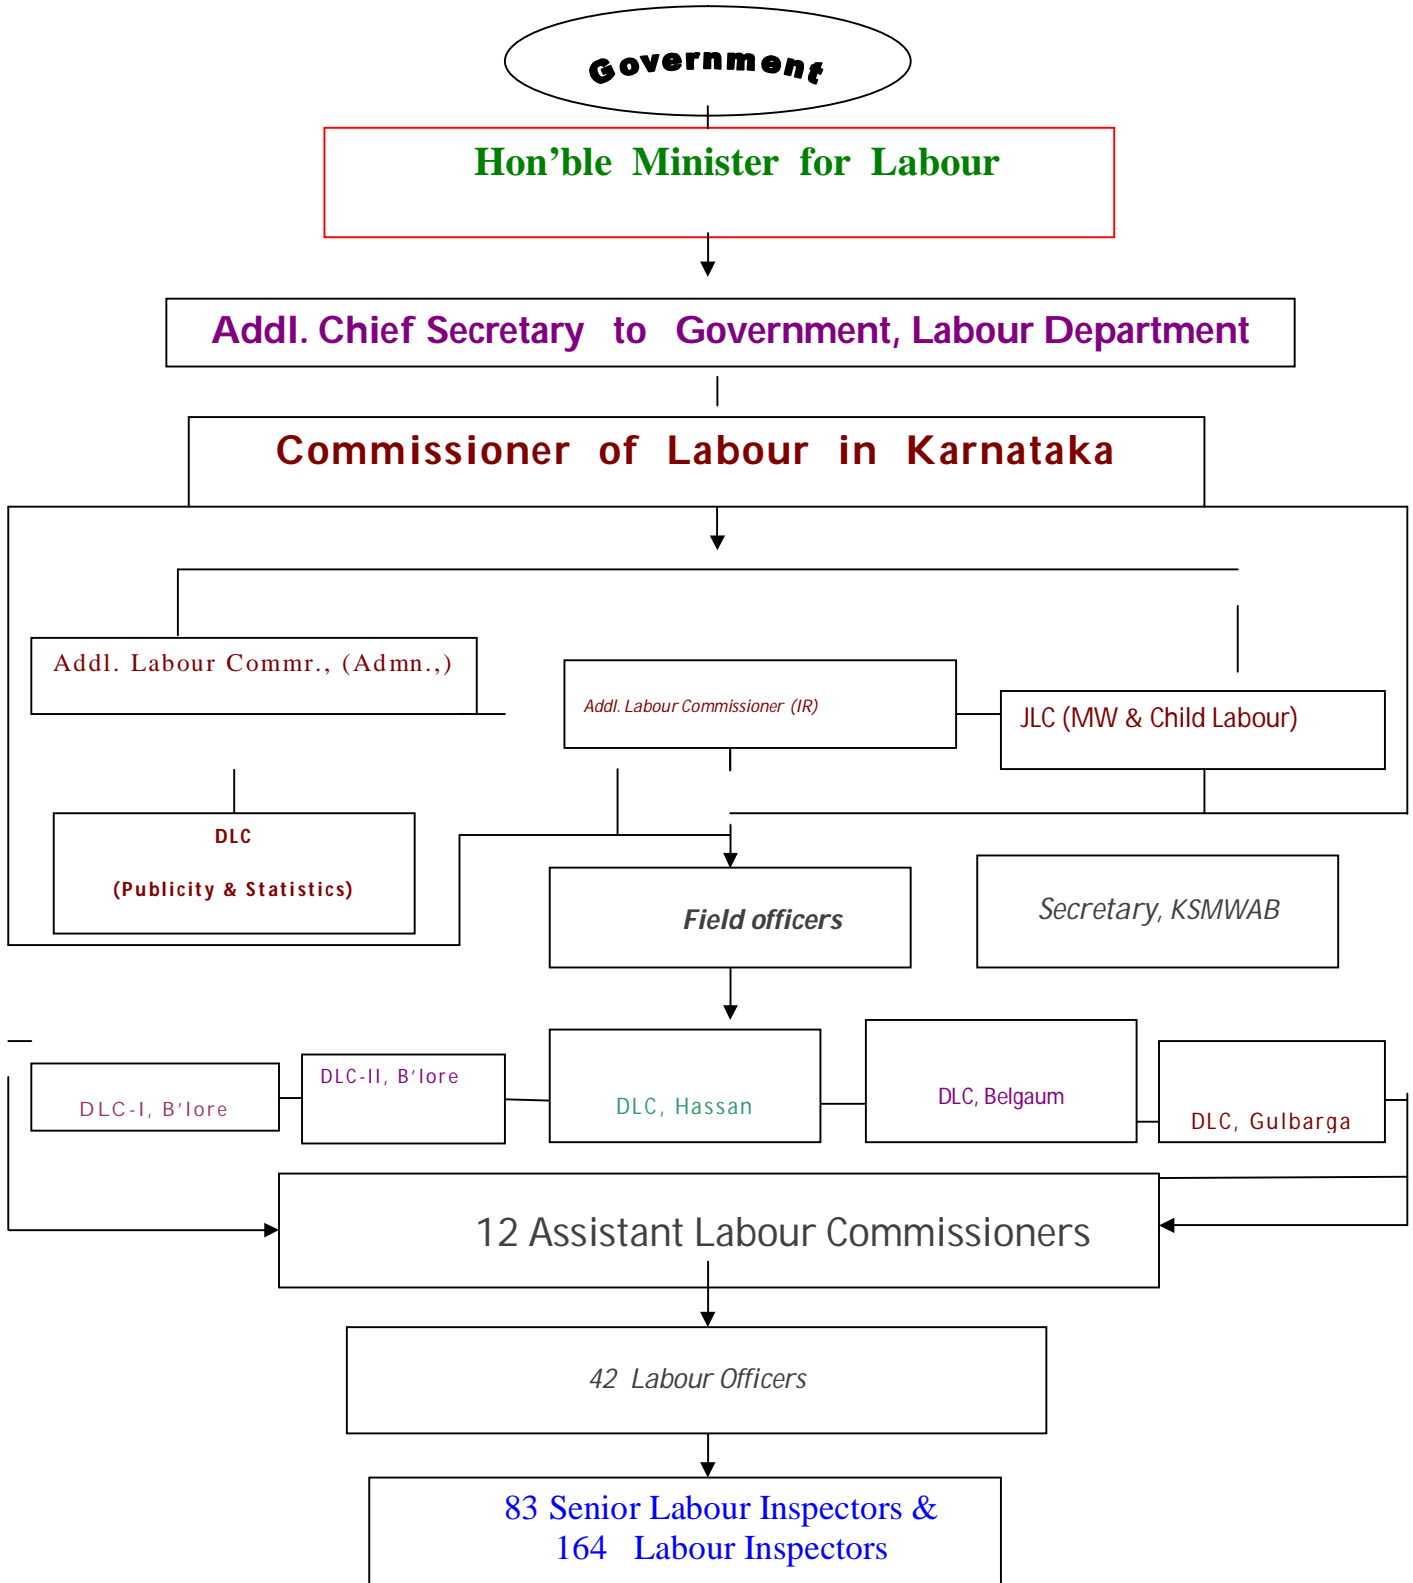 Government
Hon'ble Minister for Labour
Addl. Chief Secretary to Government, Labour Department
Commissioner of Labour in Karnataka
Addl. Labour Commr., (Admn.,)
Addl. Labour Commissioner (IR)
JLC (MW & Child Labour)
DLC
(Publicity & Statistics)
Field officers
Secretary, KSMWAB
DLC-I, B'lore
DLC-II, B'lore
DLC, Hassan
DLC, Belgaum
DLC, Gulbarga
12 Assistant Labour Commissioners
42 Labour Officers
83 Senior Labour Inspectors &
164 Labour Inspectors